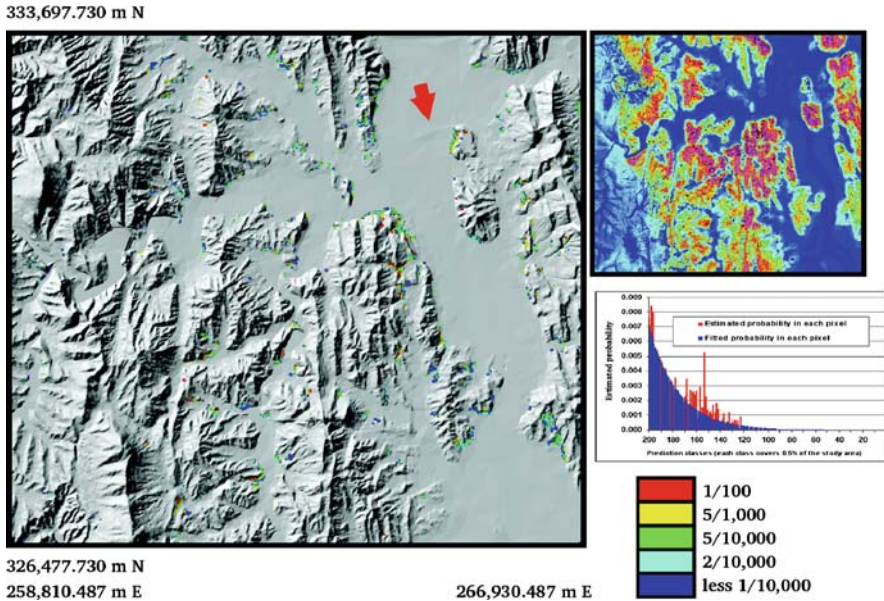 333,697.730 m N
0.009
0.008
0.007
0.006
0.005
0.004
0.003
0.002
0.001
0.000
Estimated probability
Estimated probability in each pixel
Fitted probability in each pixel
200 180 160 140 120 100 80 60 40 20 0
Prediction classes (each class covers 0.5% of the study area)
1/100
5/1,000
5/10,000
2/10,000
less 1/10,000
326,477.730 m N
258,810.487 m E
266,930.487 m E